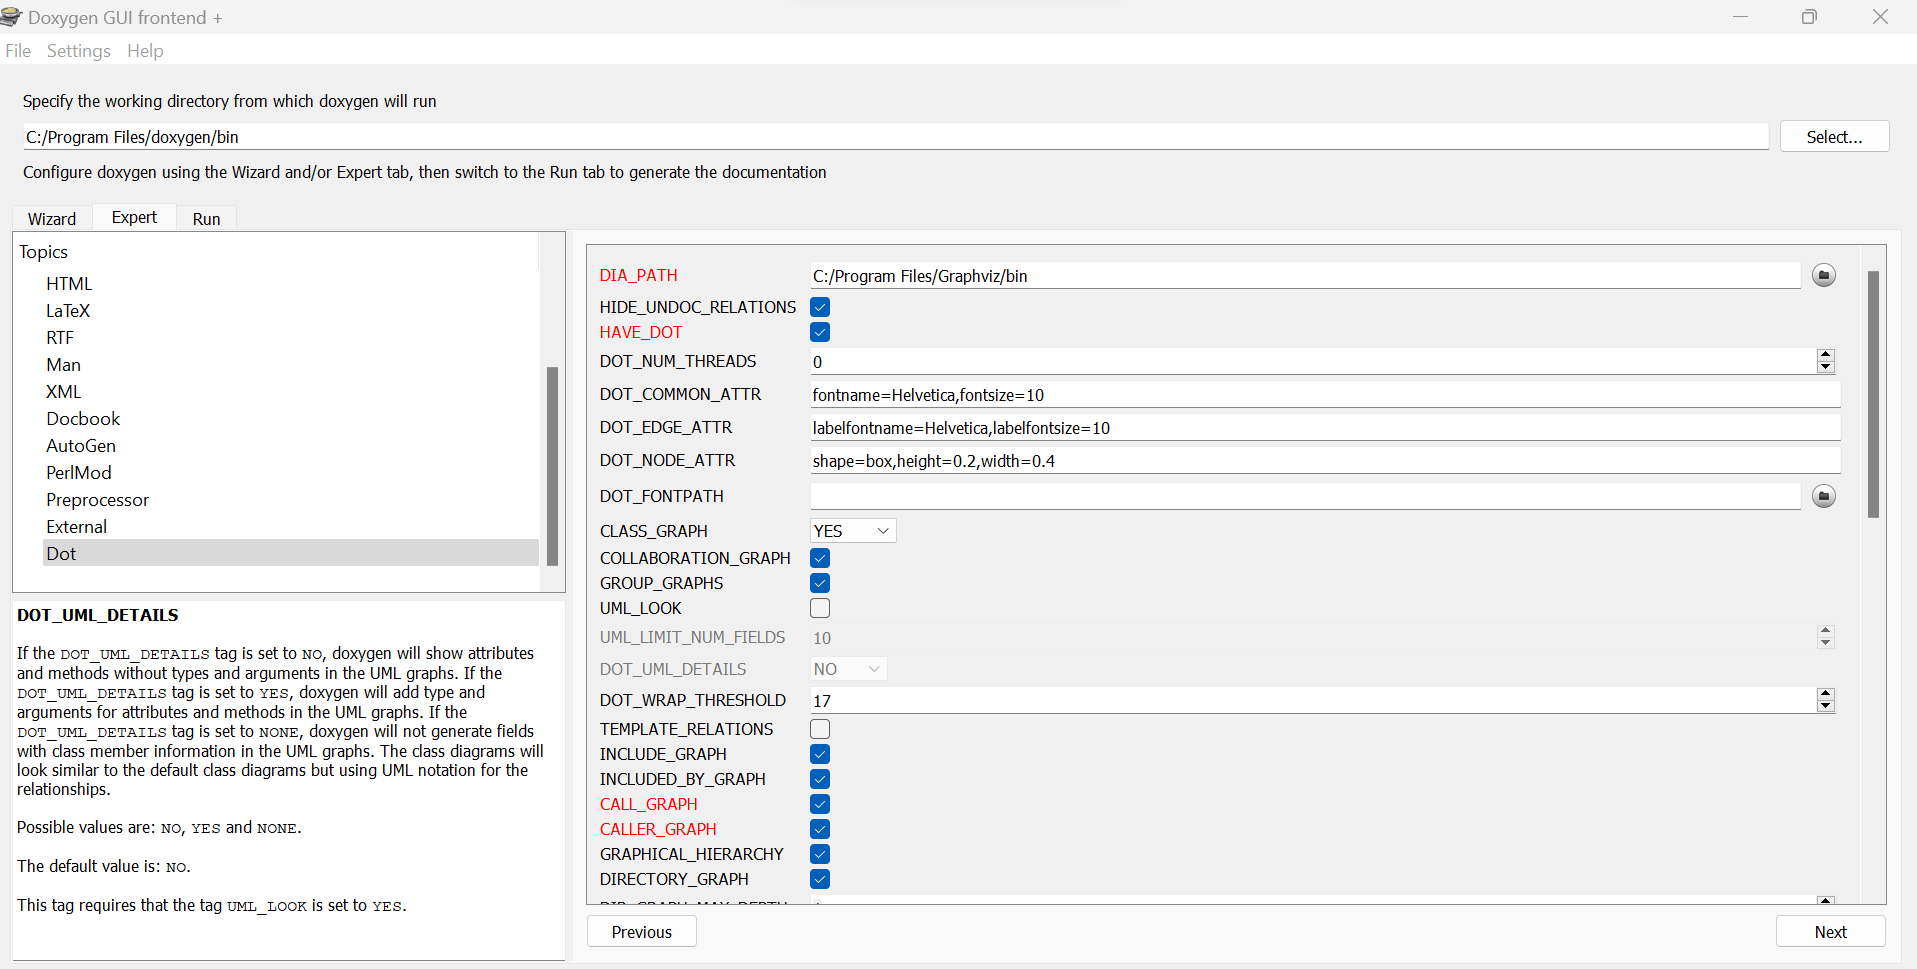 Doxygen GUI frontend +
File Settings Help
Specify the working directory from which doxygen will run
C:/Program Files/doxygen/bin
Select...
Configure doxygen using the Wizard and/or Expert tab, then switch to the Run tab to generate the documentation
Wizard Expert Run
Topics
HTML
LaTeX
RTF
Man
XML
Docbook
AutoGen
PerlMod
Preprocessor
External
Dot
DOT_UML_DETAILS
If the DOT_UML_DETAILS tag is set to NO, doxygen will show attributes
and methods without types and arguments in the UML graphs. If the
DOT_UML_DETAILS tag is set to YES, doxygen will add type and
arguments for attributes and methods in the UML graphs. If the
DOT_UML_DETAILS tag is set to NONE, doxygen will not generate fields
with class member information in the UML graphs. The class diagrams will
look similar to the default class diagrams but using UML notation for the
relationships.
Possible values are: NO, YES and NONE.
The default value is: NO.
This tag requires that the tag UML_LOOK is set to YES.
DIA_PATH C:/Program Files/Graphviz/bin
HIDE_UNDOC_RELATIONS
HAVE_DOT
DOT_NUM_THREADS 0
DOT_COMMON_ATTR fontname=Helvetica,fontsize=10
DOT_EDGE_ATTR labelfontname=Helvetica,labelfontsize=10
DOT_NODE_ATTR shape=box,height=0.2,width=0.4
DOT_FONTPATH
CLASS_GRAPH YES
COLLABORATION_GRAPH
GROUP_GRAPHS
UML_LOOK
UML_LIMIT_NUM_FIELDS 10
DOT_UML_DETAILS NO
DOT_WRAP_THRESHOLD 17
TEMPLATE_RELATIONS
INCLUDE_GRAPH
INCLUDED_BY_GRAPH
CALL_GRAPH
CALLER_GRAPH
GRAPHICAL_HIERARCHY
DIRECTORY_GRAPH
DIR_GRAPH_MAX_DEPTH
Previous Next